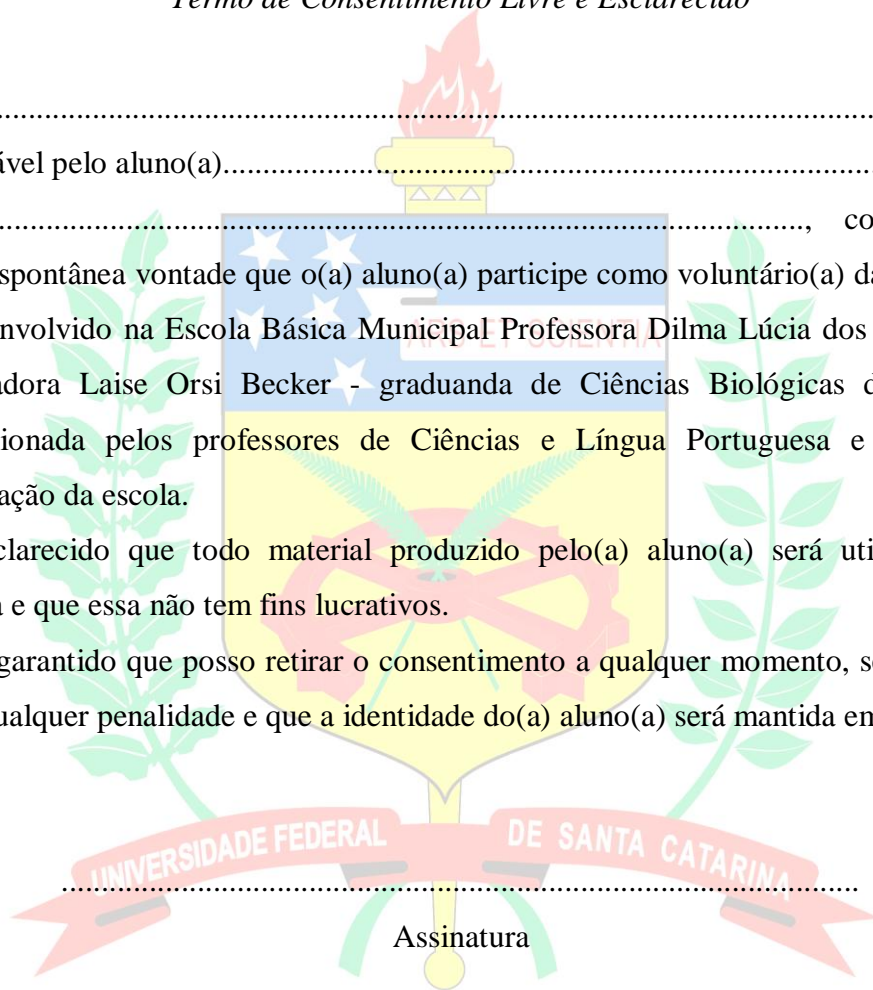 Termo de Consentimento Livre e Esclarecido
..........................................................................................................
ável pelo aluno(a)..................................................................................
......................................................................................................., co
spontânea vontade que o(a) aluno(a) participe como voluntário(a) da
nvolvido na Escola Básica Municipal Professora Dilma Lúcia dos
adora Laise Orsi Becker - graduanda de Ciências Biológicas d
ionada pelos professores de Ciências e Língua Portuguesa e
ação da escola.
clarecido que todo material produzido pelo(a) aluno(a) será uti
a e que essa não tem fins lucrativos.
garantido que posso retirar o consentimento a qualquer momento, s
ualquer penalidade e que a identidade do(a) aluno(a) será mantida em
....................................................................................................
Assinatura
ARS ET SCIENTIA
UNIVERSIDADE FEDERAL DE SANTA CATARINA